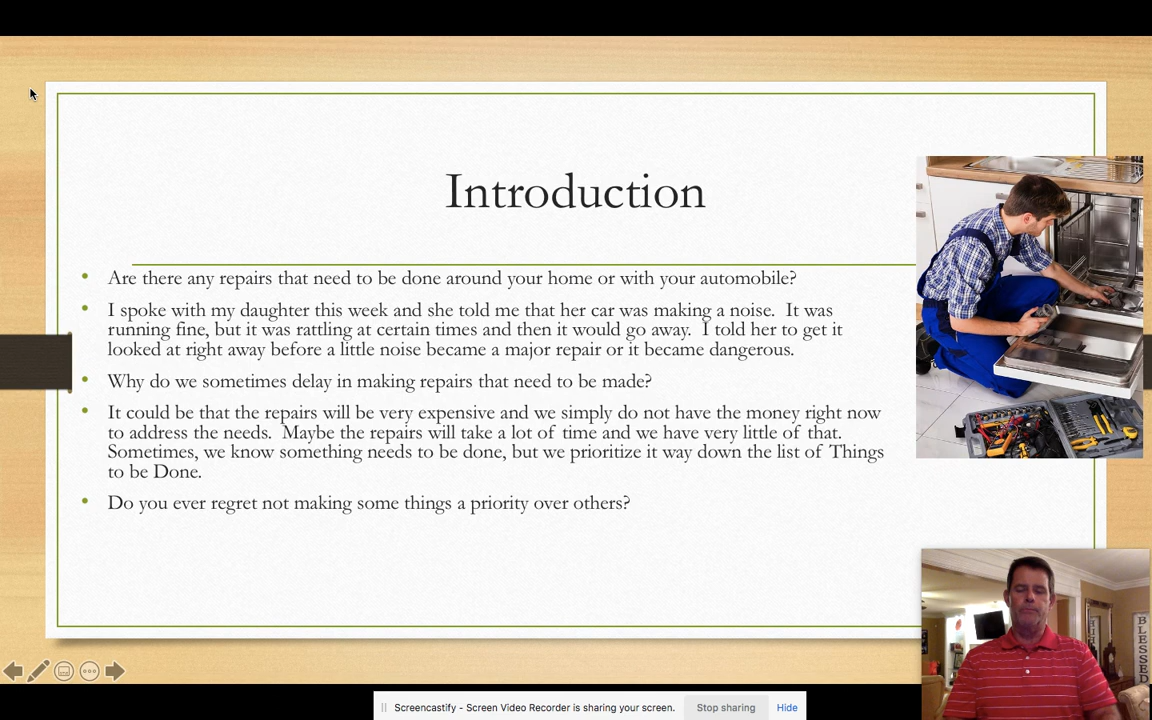 Introduction
• Are there any repairs that need to be done around your home or with your automobile?
• I spoke with my daughter this week and she told me that her car was making a noise.  It was
running fine, but it was rattling at certain times and then it would go away.  I told her to get it
looked at right away before a little noise became a major repair or it became dangerous.
• Why do we sometimes delay in making repairs that need to be made?
• It could be that the repairs will be very expensive and we simply do not have the money right now
to address the needs.  Maybe the repairs will take a lot of time and we have very little of that.
Sometimes, we know something needs to be done, but we prioritize it way down the list of Things
to be Done.
• Do you ever regret not making some things a priority over others?
BLESSED
Screencastify - Screen Video Recorder is sharing your screen. Stop sharing Hide